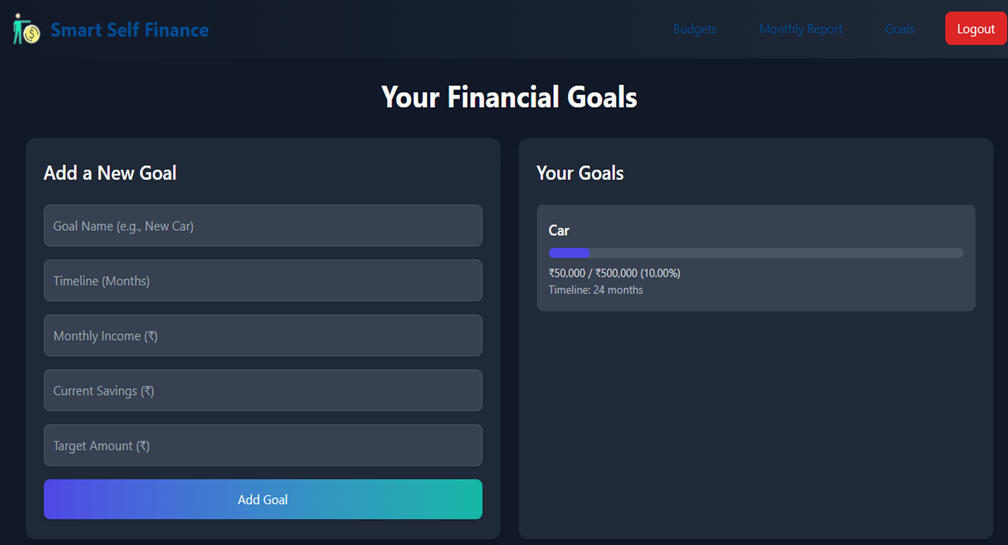 Smart Self Finance
Budgets
Monthly Report
Goals
Logout
Your Financial Goals
Add a New Goal
Goal Name (e.g., New Car)
Timeline (Months)
Monthly Income (₹)
Current Savings (₹)
Target Amount (₹)
Add Goal
Your Goals
Car
₹50,000 / ₹500,000 (10.00%)
Timeline: 24 months